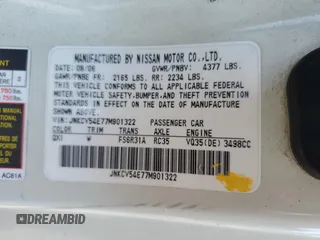 MANUFACTURED BY NISSAN MOTOR CO.,LTD.
DATE: 08/06 GVWR/PNBV: 4377 LBS.
GAWR/PNBE FR: 2165 LBS. RR: 2234 LBS.
THIS VEHICLE CONFORMS TO ALL APPLICABLE FEDERAL
MOTOR VEHICLE SAFETY,BUMPER,AND THEFT PREVENTION
STANDARDS IN EFFECT ON THE DATE OF MANUFACTURE
SHOWN ABOVE.
VIN: JNKCV54E77M901322 PASSENGER CAR
COLOR TRIM TRANS AXLE ENGINE
QX1 W FS6R31A RC35 VQ35(DE) 3498CC
JNKCV54E77M901322
AC61A
DREAMBID